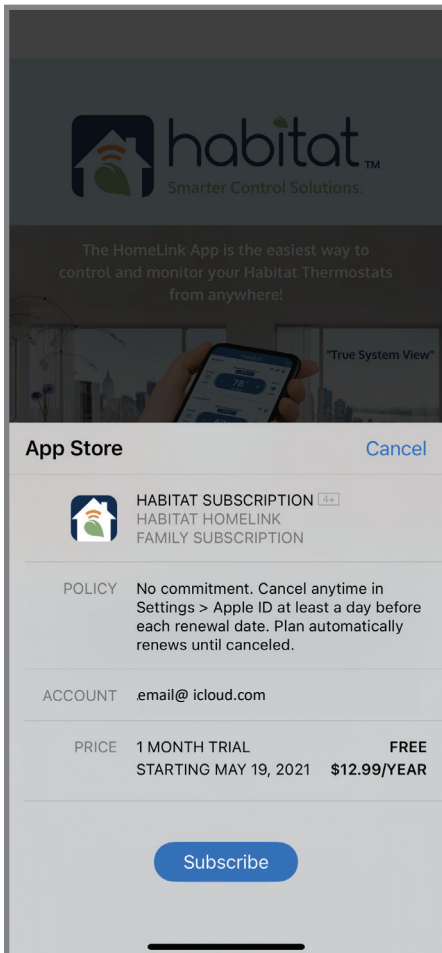 habitat™
Smarter Control Solutions.
The HomeLink App is the easiest way to
control and monitor your Habitat Thermostats
from anywhere!
"True System View"
78°
App Store
Cancel
HABITAT SUBSCRIPTION 4+
HABITAT HOMELINK
FAMILY SUBSCRIPTION
POLICY
No commitment. Cancel anytime in
Settings > Apple ID at least a day before
each renewal date. Plan automatically
renews until canceled.
ACCOUNT
.email@ icloud.com
PRICE
1 MONTH TRIAL FREE
STARTING MAY 19, 2021 $12.99/YEAR
Subscribe